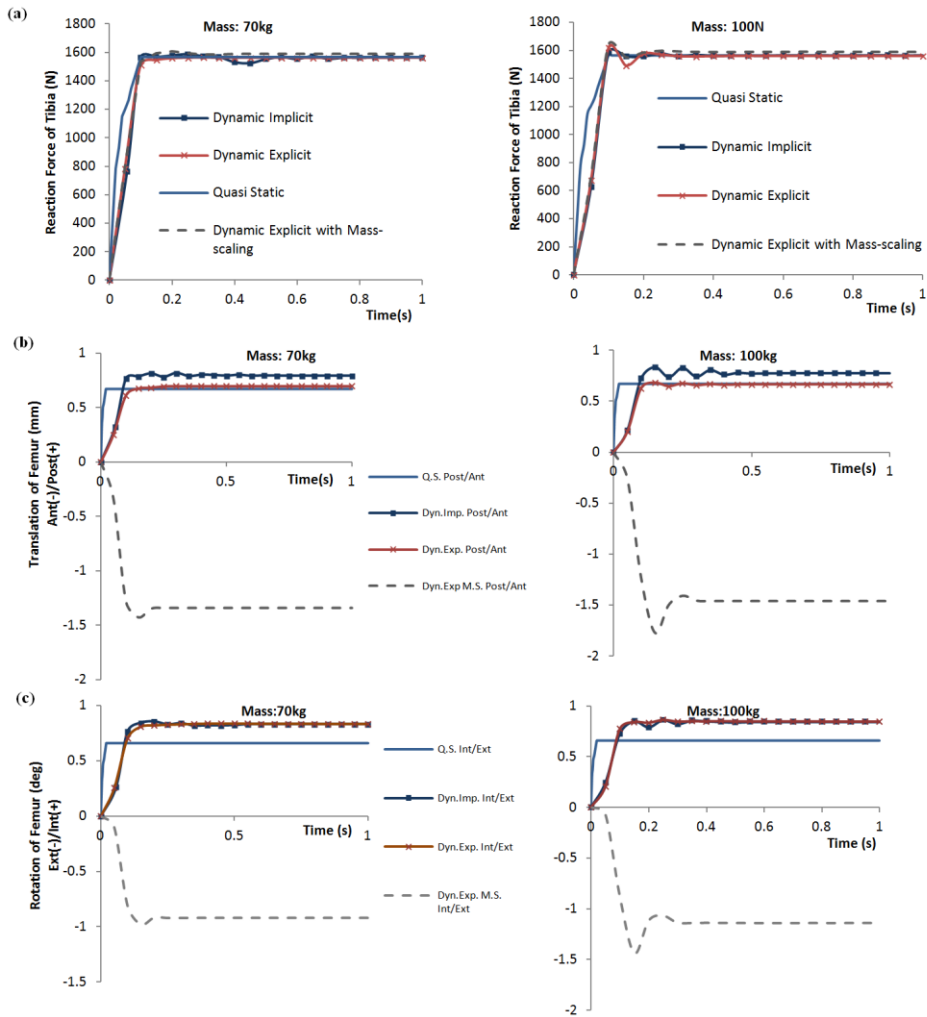 (a)
Mass: 70kg
Reaction Force of Tibia (N)
1800
1600
1400
1200
1000
800
600
400
200
0
Dynamic Implicit
Dynamic Explicit
Quasi Static
Dynamic Explicit with Mass-
scaling
0
0.2
0.4
0.6
0.8
1
Time(s)
Mass: 100N
Reaction Force of Tibia (N)
1800
1600
1400
1200
1000
800
600
400
200
0
Quasi Static
Dynamic Implicit
Dynamic Explicit
Dynamic Explicit with Mass-scaling
0
0.2
0.4
0.6
0.8
1
Time (s)
(b)
Mass: 70kg
Translation of Femur (mm)
Ant(-)/Post(+)
1
0.5
0
-0.5
-1
-1.5
-2
0
0.5
1
Time(s)
Q.S. Post/Ant
Dyn.Imp. Post/Ant
Dyn.Exp. Post/Ant
Dyn.Exp M.S. Post/Ant
Mass: 100kg
1
0.5
0
-0.5
-1
-1.5
-2
0
0.5
1
Time(s)
(c)
Mass:70kg
Rotation of Femur (deg)
Ext(-)/Int(+)
1
0.5
0
-0.5
-1
-1.5
0
0.5
1
Time (s)
Q.S. Int/Ext
Dyn.Imp. Int/Ext
Dyn.Exp. Int/Ext
Dyn.Exp. M.S.
Int/Ext
Mass:100kg
1
0.5
0
-0.5
-1
-1.5
-2
0
0.2
0.4
0.6
0.8
1
Time (s)